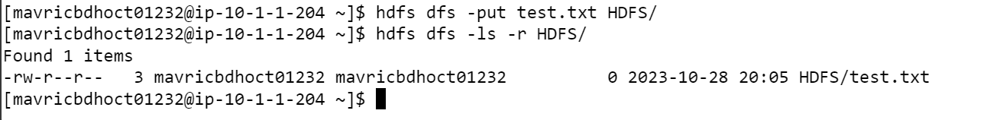 [mavricbdhoct01232@ip-10-1-1-204 ~]$ hdfs dfs -put test.txt HDFS/
[mavricbdhoct01232@ip-10-1-1-204 ~]$ hdfs dfs -ls -r HDFS/
Found 1 items
-rw-r--r--   3 mavricbdhoct01232 mavricbdhoct01232          0 2023-10-28 20:05 HDFS/test.txt
[mavricbdhoct01232@ip-10-1-1-204 ~]$